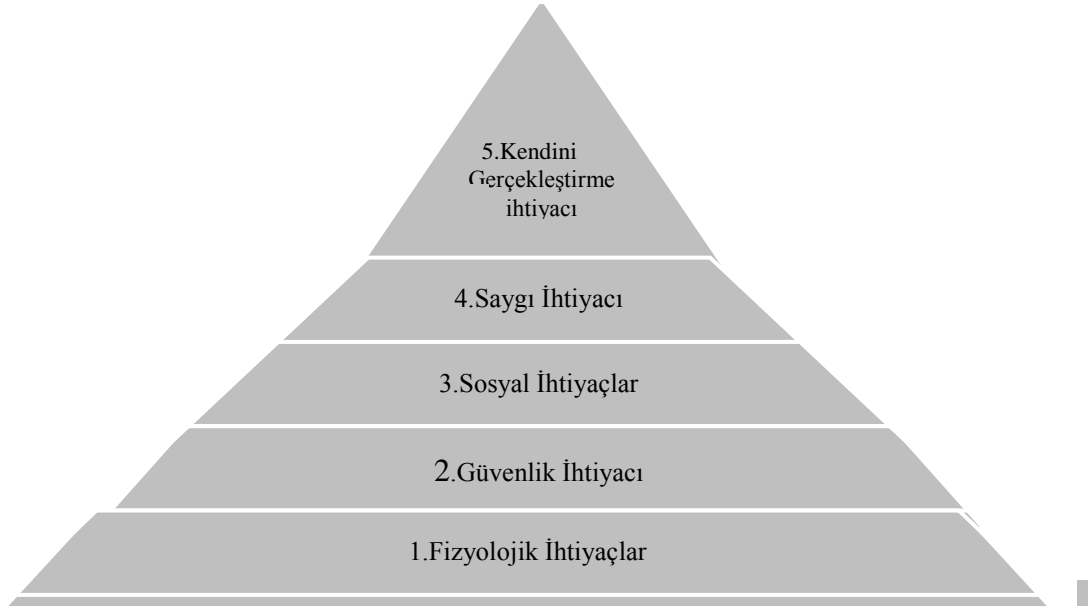 5.Kendini
Gerçekleştirme
ihtiyacı
4.Saygı İhtiyacı
3.Sosyal İhtiyaçlar
2.Güvenlik İhtiyacı
1.Fizyolojik İhtiyaçlar